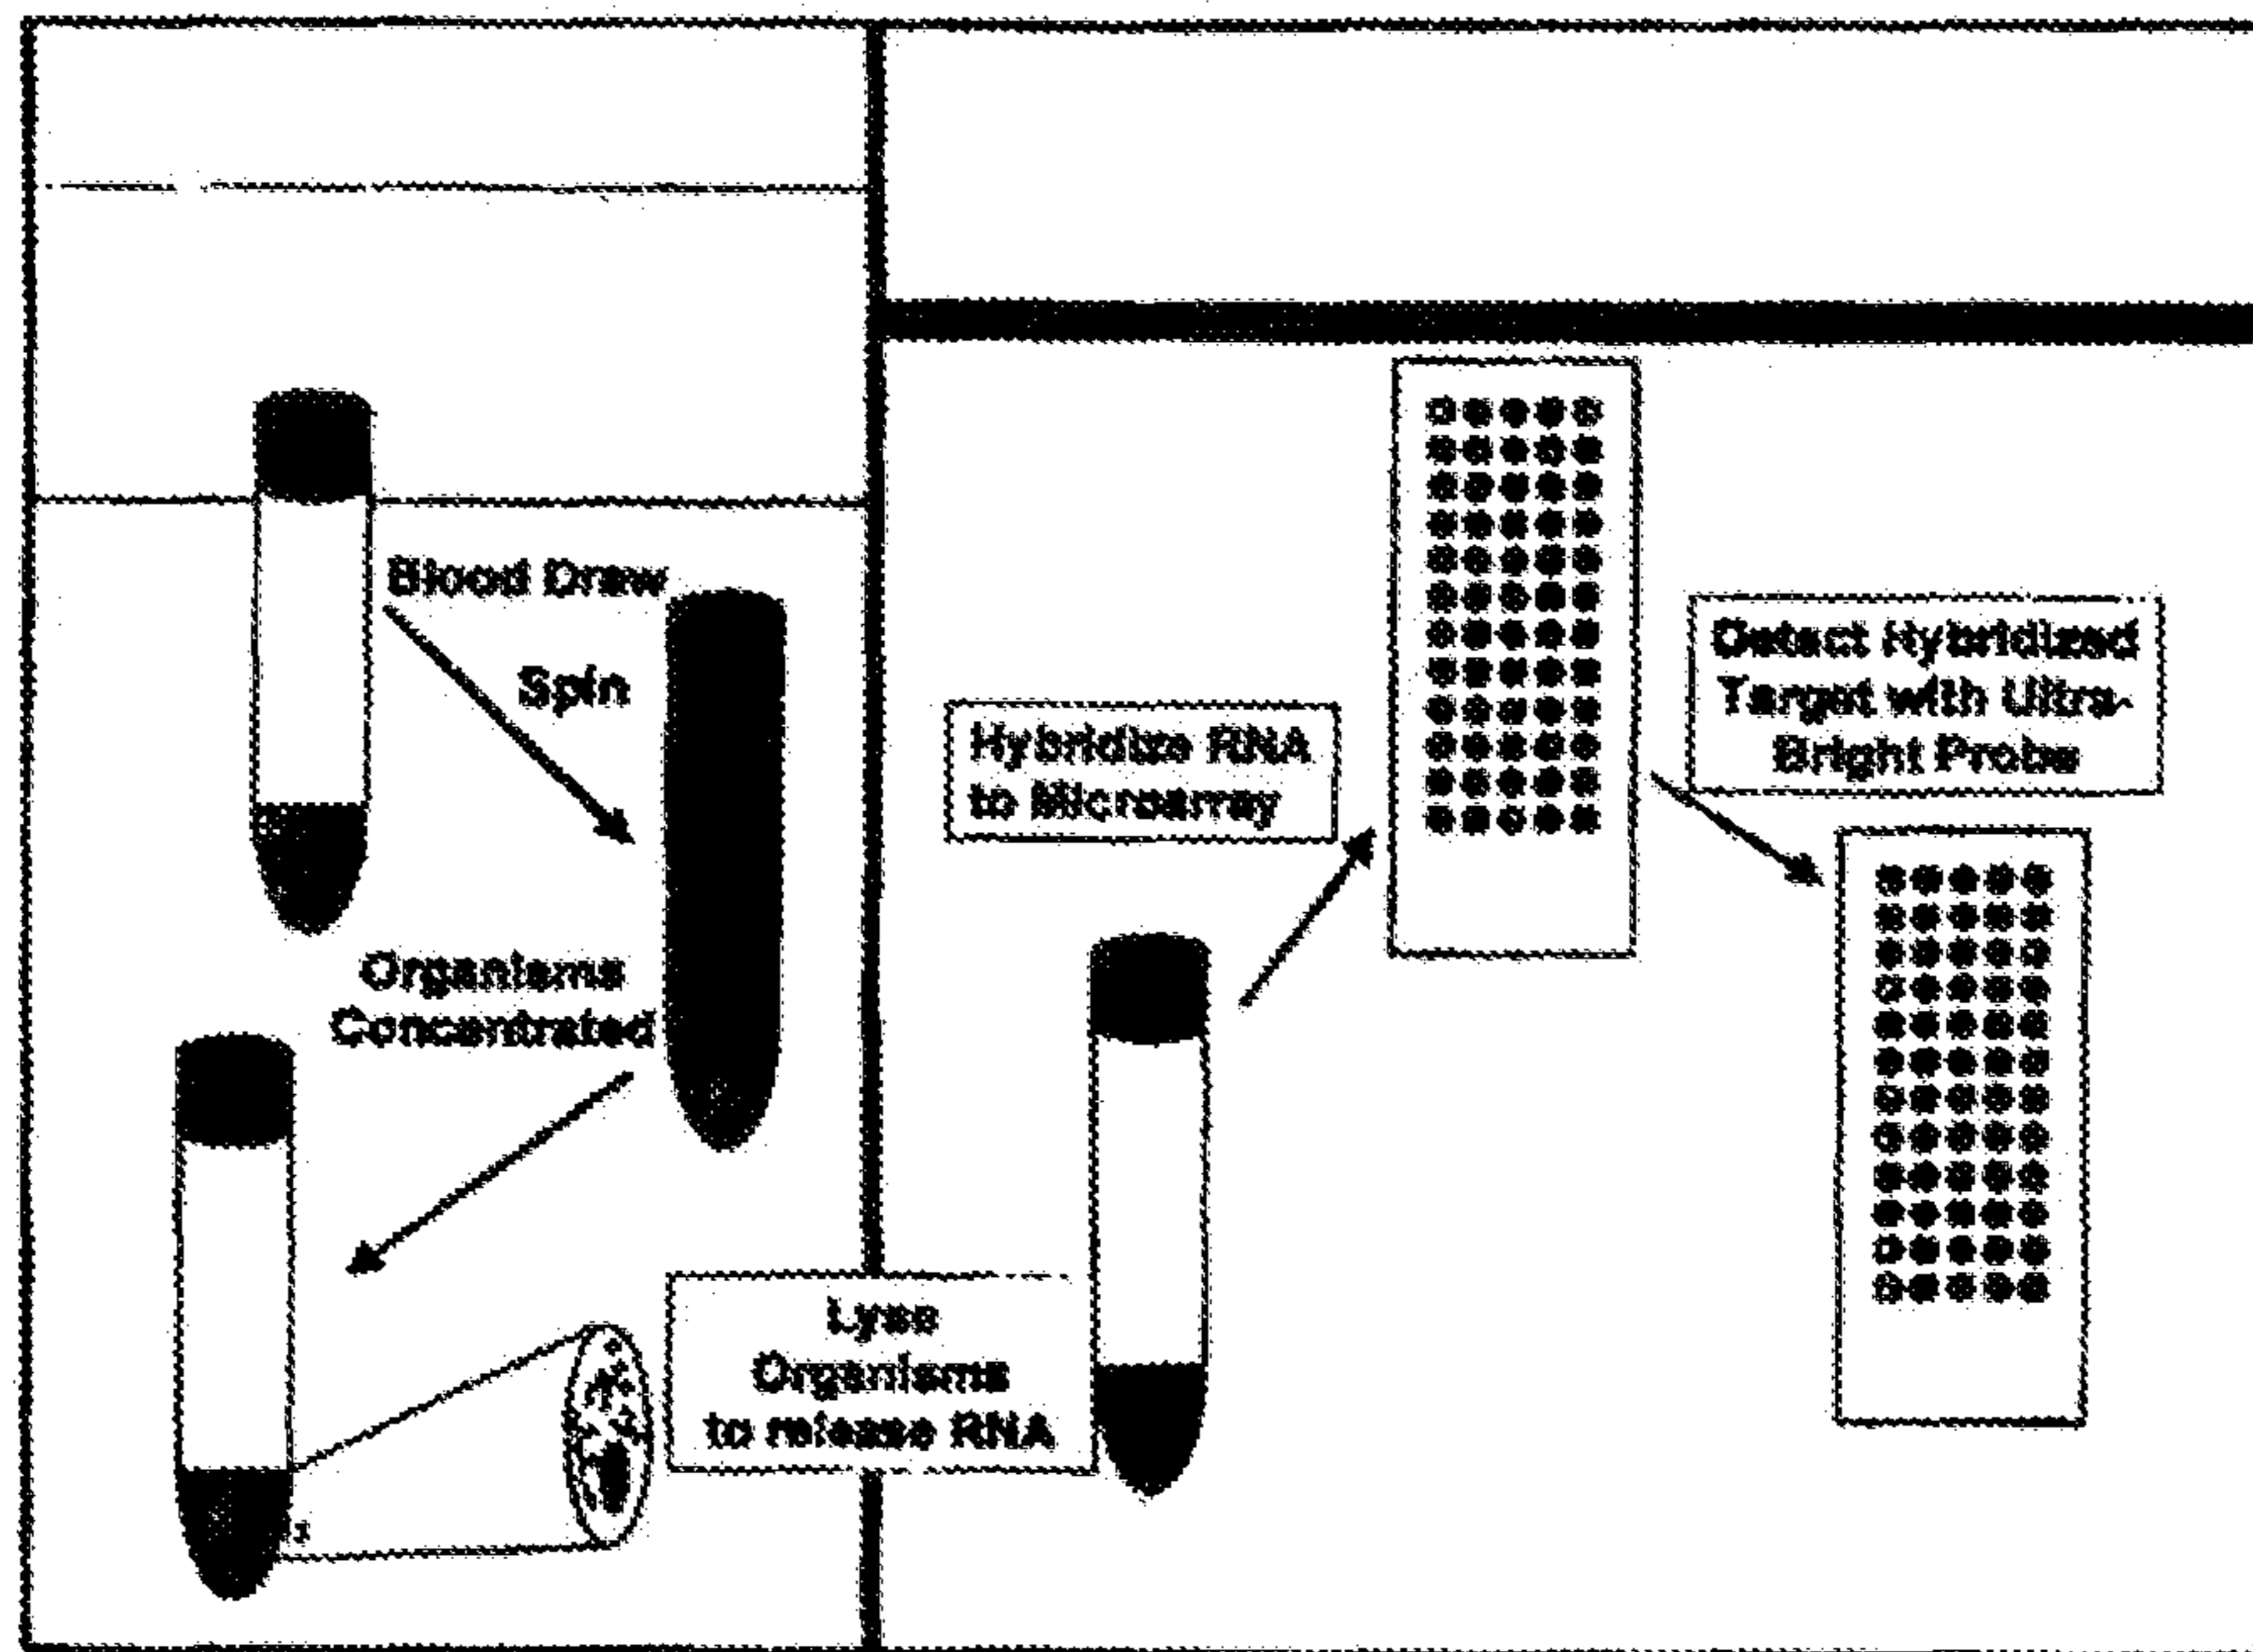 Blood Draw
Spin
Organisms
Concentrated
Lyse
Organisms
to release RNA
Hybridize RNA
to Microarray
Detect Hybridized
Target with Ultra-
Bright Probe